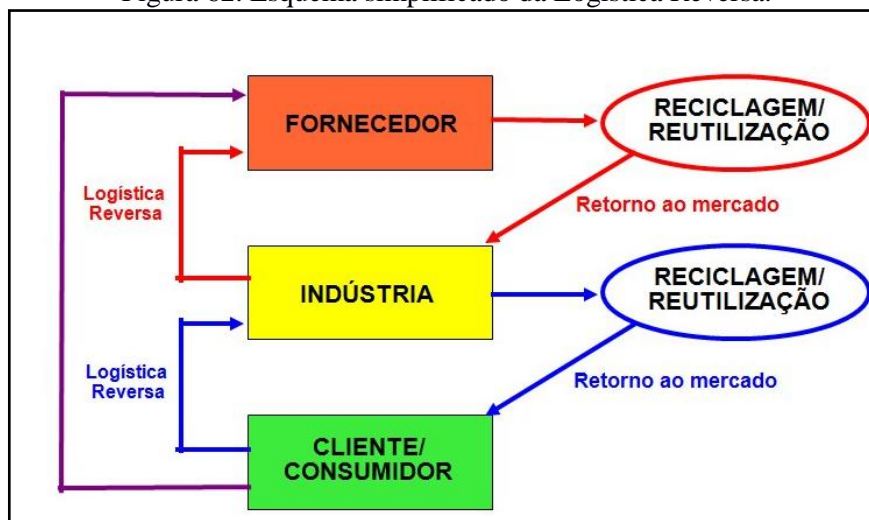 Figura 02: Esquema simplificado da Logística Reversa.
FORNECEDOR
RECICLAGEM/
REUTILIZAÇÃO
Logística
Reversa
Retorno ao mercado
INDÚSTRIA
RECICLAGEM/
REUTILIZAÇÃO
Logística
Reversa
Retorno ao mercado
CLIENTE/
CONSUMIDOR